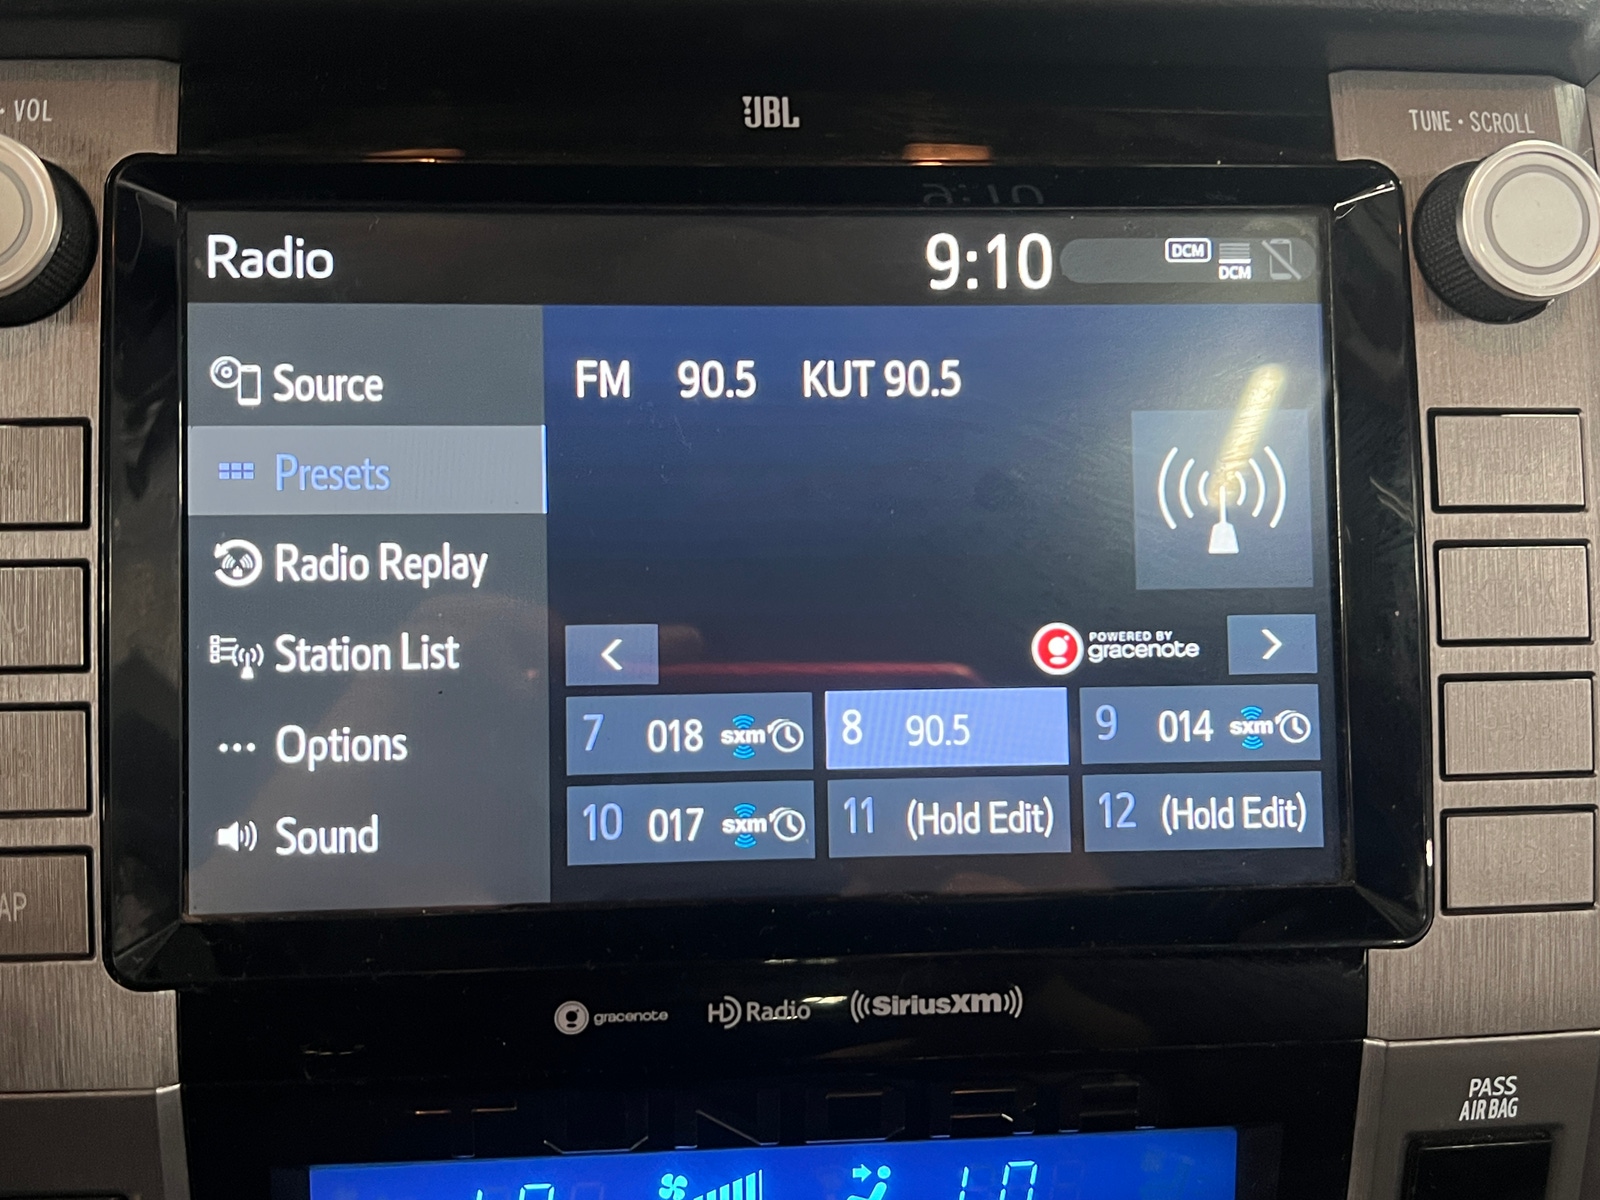 · VOL
JBL
TUNE · SCROLL
Radio
9:10
DCM
DCM
Source
Presets
Radio Replay
Station List
Options
Sound
FM 90.5 KUT 90.5
POWERED BY
gracenote
7 018 sxm
8 90.5
9 014 sxm
10 017 sxm
11 (Hold Edit)
12 (Hold Edit)
AP
gracenote
HD Radio
((SiriusXM))
TUNDRA
PASS
AIR BAG